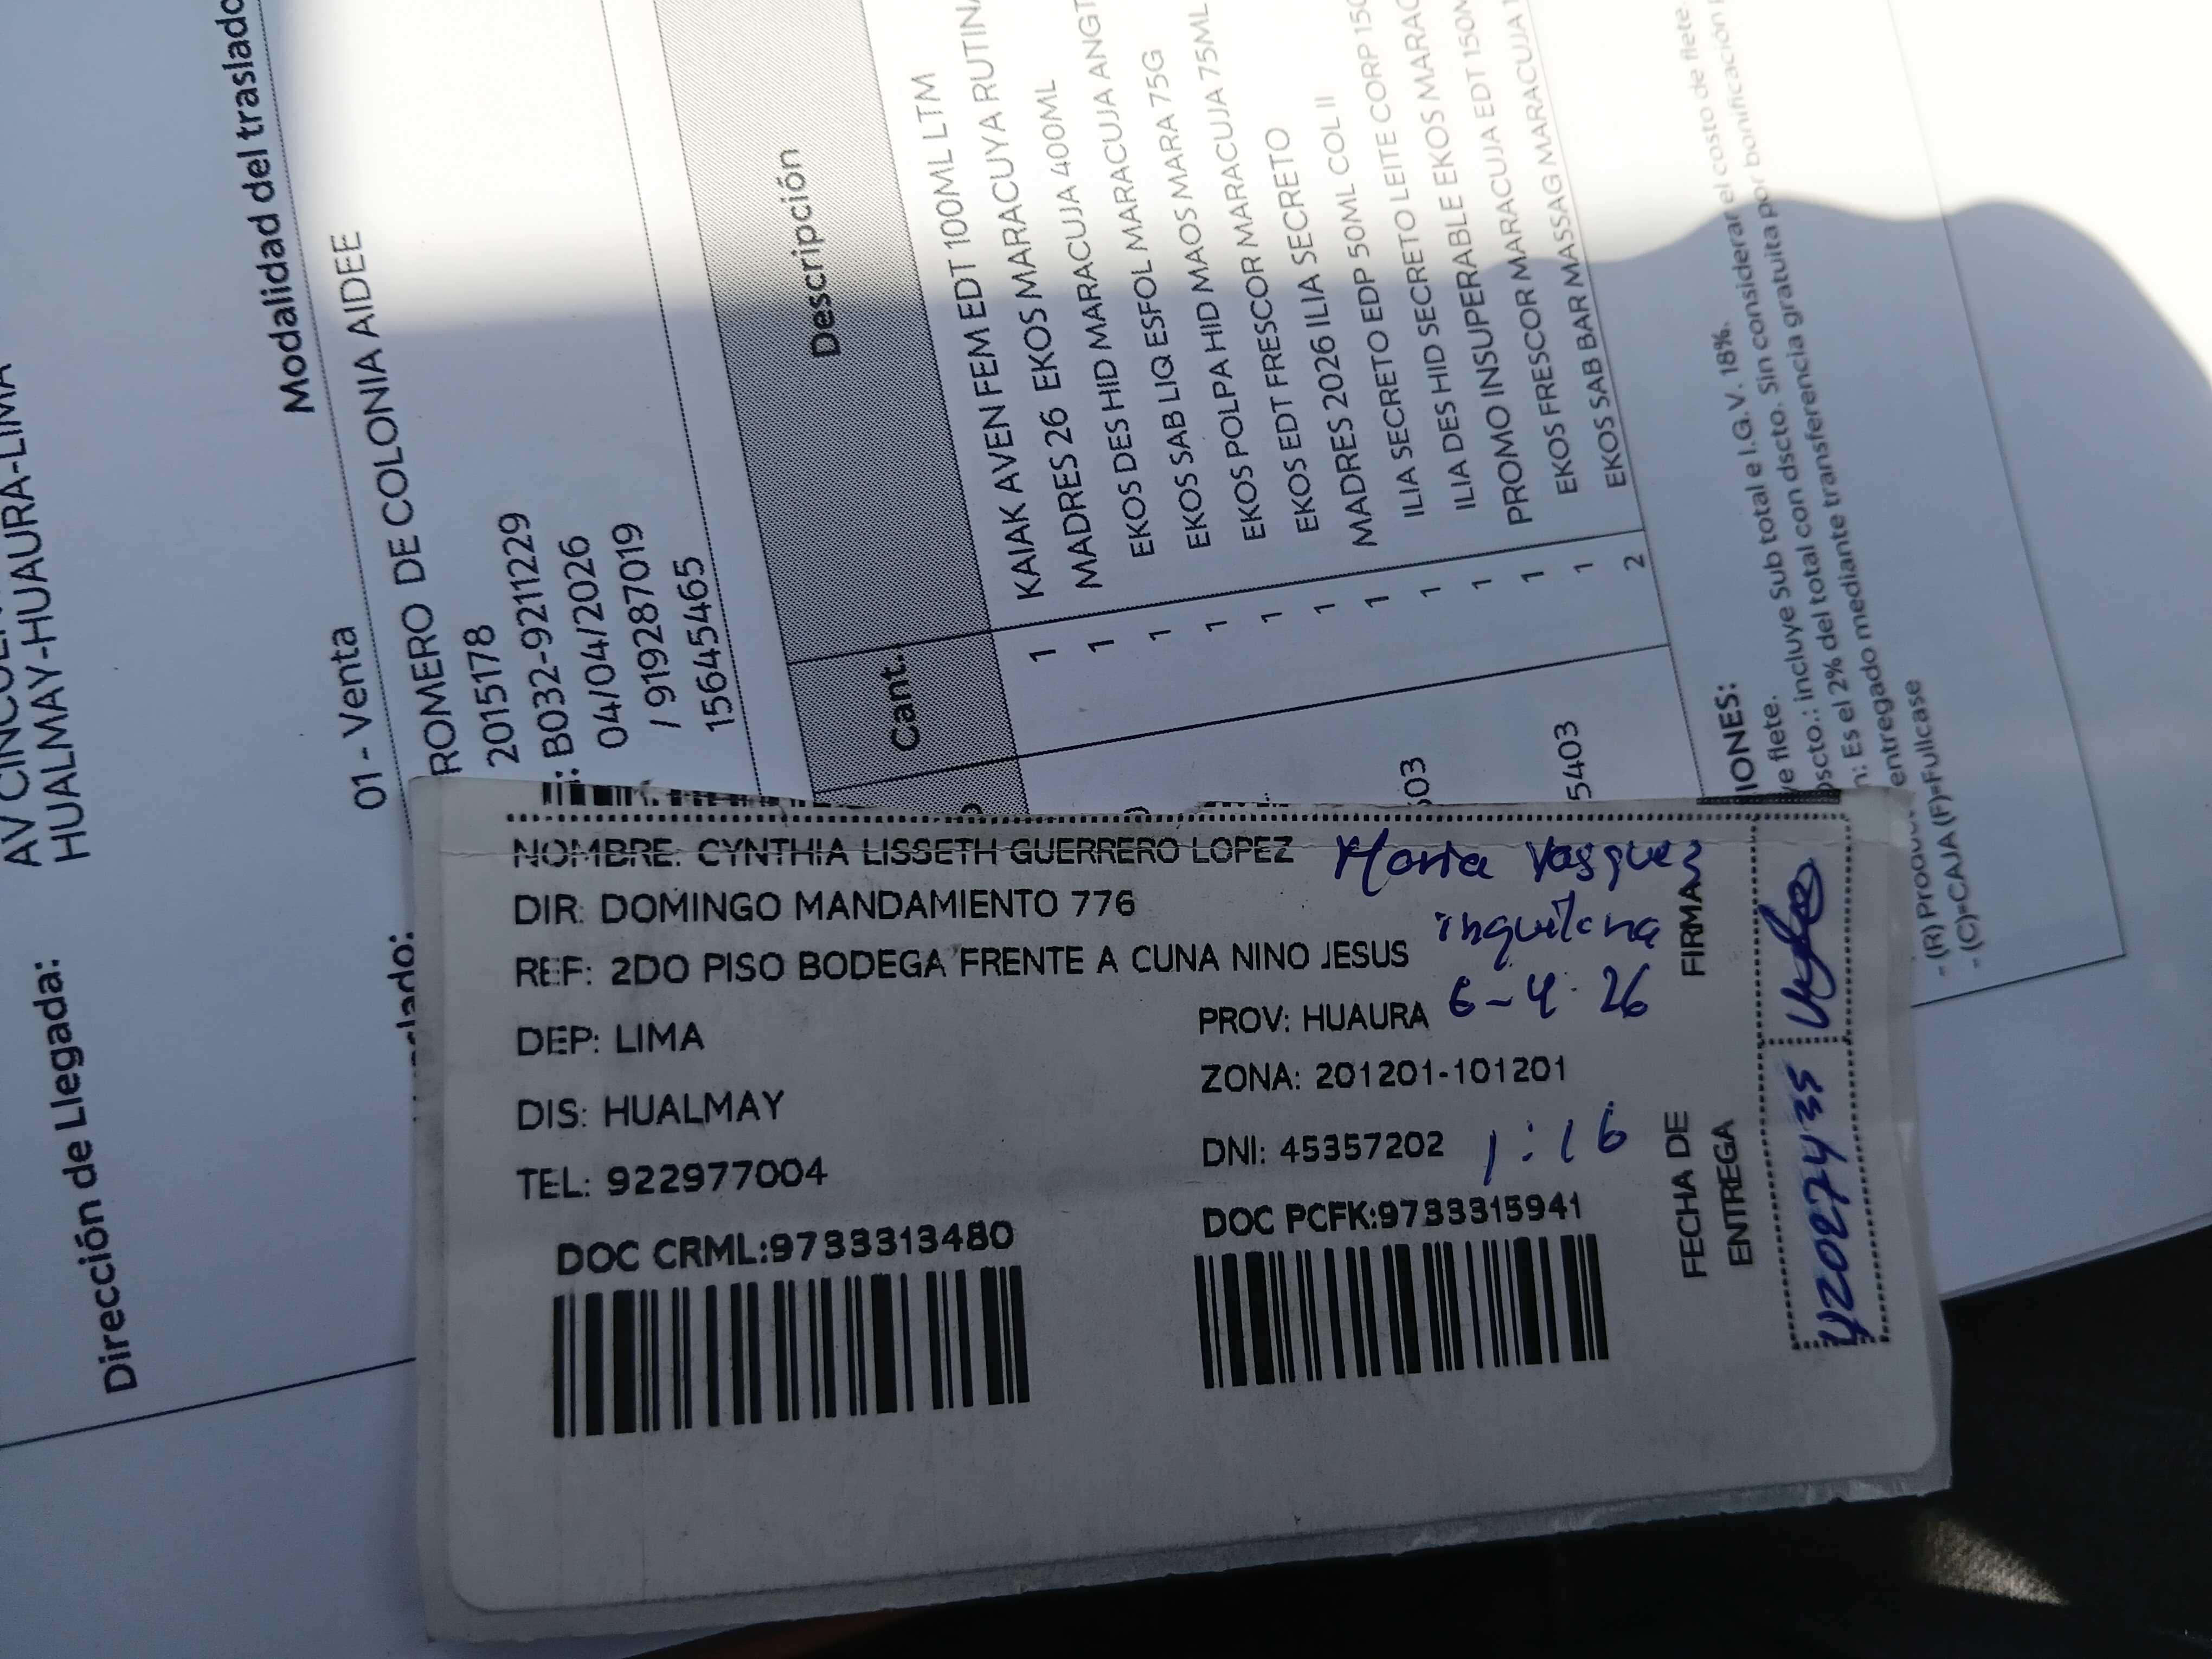 NOMBRE: CYNTHIA LISSETH GUERRERO LOPEZ Maria Vasquez
DIR: DOMINGO MANDAMIENTO 776
inquilina
REF: 2DO PISO BODEGA FRENTE A CUNA NINO JESUS
DEP: LIMA
PROV: HUAURA 6-4-26
DIS: HUALMAY
ZONA: 201201-101201
TEL: 922977004
DNI: 45357202 1:16
DOC CRML:9733313480
DOC PCFK:9733315941
FIRMA
FECHA DE
ENTREGA
Dirección de Llegada:
HUALMAY-HUAURA-LIMA
Modalidad del traslado
01 - Venta
ROMERO DE COLONIA AIDEE
2015178
: B032-9211229
04/04/2026
/ 919287019
15645465
Cant. Descripción
1 KAIAK AVEN FEM EDT 100ML LTM
1 MADRES 26 EKOS MARACUYA RUTINA
1 EKOS DES HID MARACUJA 400ML
1 EKOS SAB LIQ ESFOL MARACUJA ANGT
1 EKOS POLPA HID MAOS MARA 75G
1 EKOS EDT FRESCOR MARACUJA 75ML
1 MADRES 2026 ILIA SECRETO
1 ILIA SECRETO EDP 50ML COL II
1 ILIA DES HID SECRETO LEITE CORP
1 PROMO INSUPERABLE EKOS
1 EKOS FRESCOR MARACUJA EDT
2 EKOS SAB BAR MASSAG MARACUJA
5403
IONES:
ve flete.
oscto.: incluye Sub total e I.G.V. 18%.
n: Es el 2% del total con dscto. Sin considerar el costo de flete.
entregado mediante transferencia gratuita por bonificación
- (C)=CAJA (F)=Fullcase